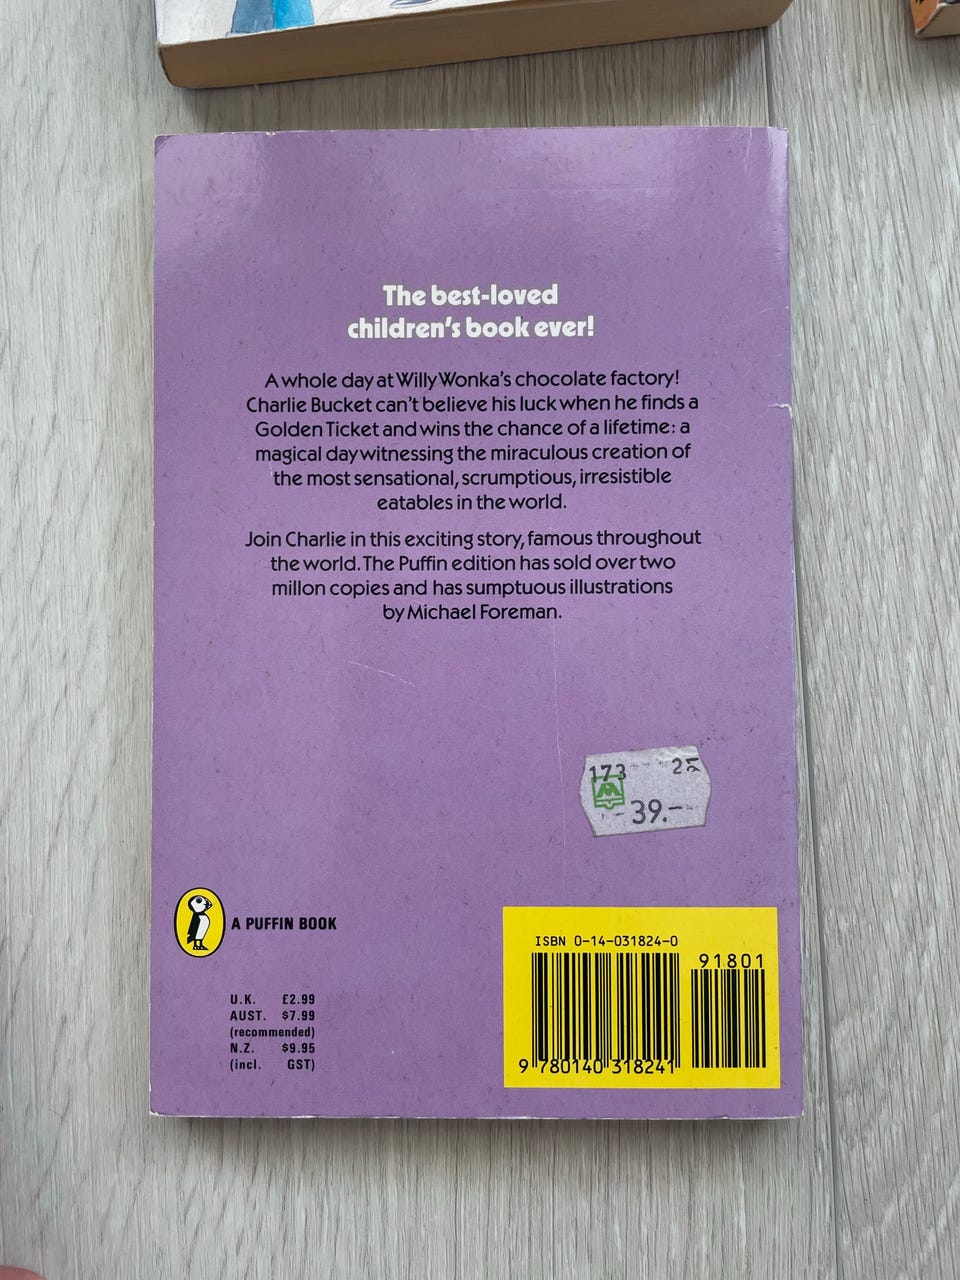 The best-loved
children's book ever!
A whole day at Willy Wonka's chocolate factory!
Charlie Bucket can't believe his luck when he finds a
Golden Ticket and wins the chance of a lifetime: a
magical day witnessing the miraculous creation of
the most sensational, scrumptious, irresistible
eatables in the world.
Join Charlie in this exciting story, famous throughout
the world. The Puffin edition has sold over two
millon copies and has sumptuous illustrations
by Michael Foreman.
173
39.–
A PUFFIN BOOK
U.K. £2.99
AUST. $7.99
(recommended)
N.Z. $9.95
(incl. GST)
ISBN 0-14-031824-0
91801
9 780140 318241